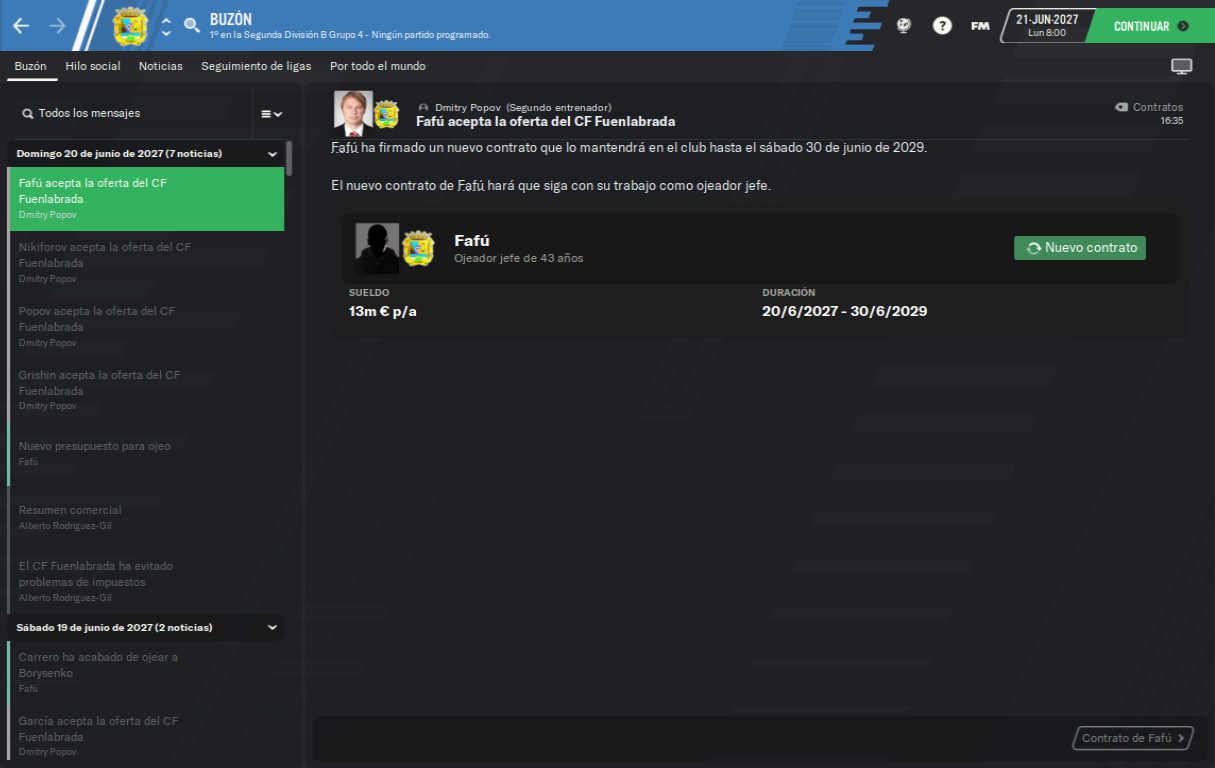 BUZÓN
1º en la Segunda División B Grupo 4 - Ningún partido programado.
?
FM
21-JUN-2027
Lun 8:00
CONTINUAR
Buzón
Hilo social
Noticias
Seguimiento de ligas
Por todo el mundo
Todos los mensajes
Domingo 20 de junio de 2027 (7 noticias)
Fafú acepta la oferta del CF
Fuenlabrada
Dmitry Popov
Nikiforov acepta la oferta del CF
Fuenlabrada
Dmitry Popov
Popov acepta la oferta del CF
Fuenlabrada
Dmitry Popov
Grishin acepta la oferta del CF
Fuenlabrada
Dmitry Popov
Nuevo presupuesto para ojeo
Fafú
Resumen comercial
Alberto Rodríguez-Gil
El CF Fuenlabrada ha evitado
problemas de impuestos
Alberto Rodríguez-Gil
Sábado 19 de junio de 2027 (2 noticias)
Carrero ha acabado de ojear a
Borysenko
Fafú
García acepta la oferta del CF
Fuenlabrada
Dmitry Popov
Dmitry Popov (Segundo entrenador)
Fafú acepta la oferta del CF Fuenlabrada
Contratos
16:35
Fafú ha firmado un nuevo contrato que lo mantendrá en el club hasta el sábado 30 de junio de 2029.
El nuevo contrato de Fafú hará que siga con su trabajo como ojeador jefe.
Fafú
Ojeador jefe de 43 años
Nuevo contrato
SUELDO
13m € p/a
DURACIÓN
20/6/2027 - 30/6/2029
Contrato de Fafú